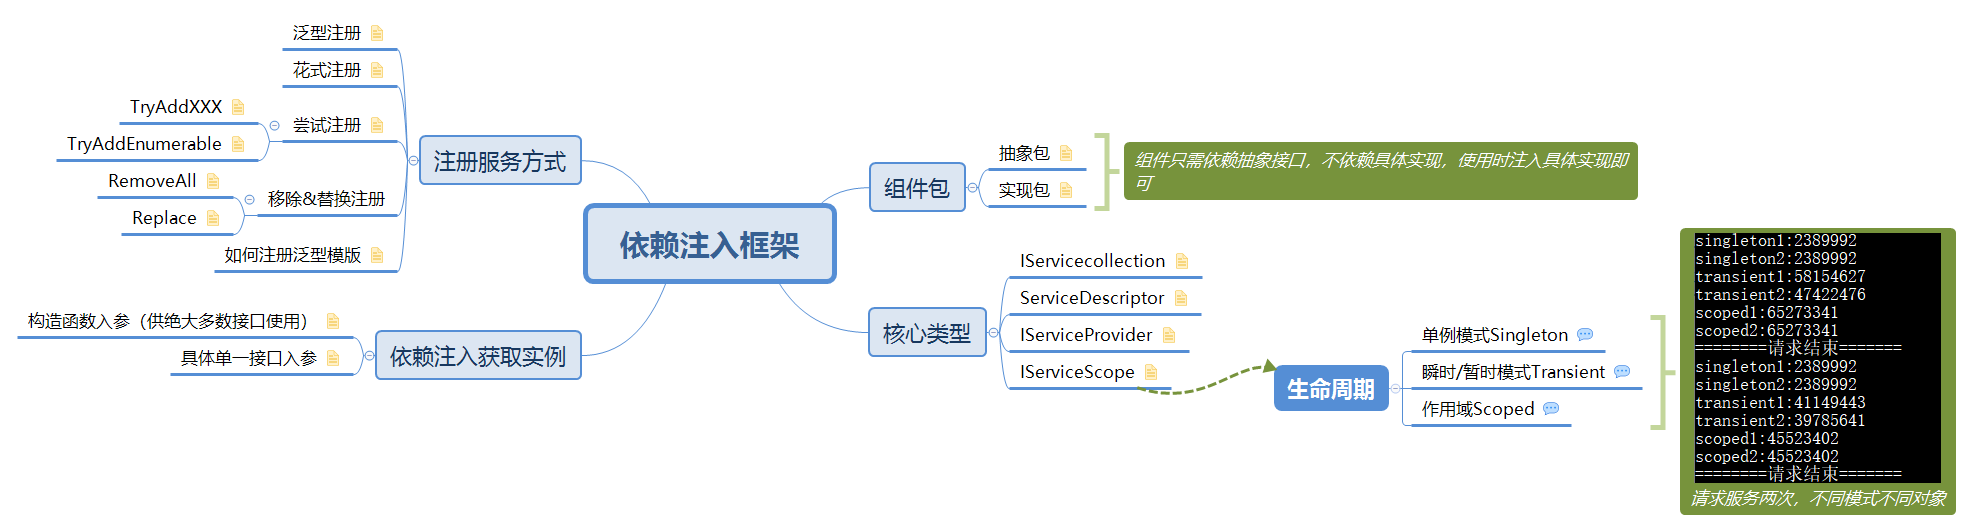 依赖注入框架
注册服务方式
泛型注册
花式注册
尝试注册
TryAddXXX
TryAddEnumerable
移除&替换注册
RemoveAll
Replace
如何注册泛型模版
依赖注入获取实例
构造函数入参（供绝大多数接口使用）
具体单一接口入参
组件包
抽象包
实现包
组件只需依赖抽象接口，不依赖具体实现，使用时注入具体实现即
可
核心类型
IServicecollection
ServiceDescriptor
IServiceProvider
IServiceScope
生命周期
单例模式Singleton
瞬时/暂时模式Transient
作用域Scoped
singleton1:2389992
singleton2:2389992
transient1:58154627
transient2:47422476
scoped1:65273341
scoped2:65273341
========请求结束=======
singleton1:2389992
singleton2:2389992
transient1:41149443
transient2:39785641
scoped1:45523402
scoped2:45523402
========请求结束=======
请求服务两次，不同模式不同对象